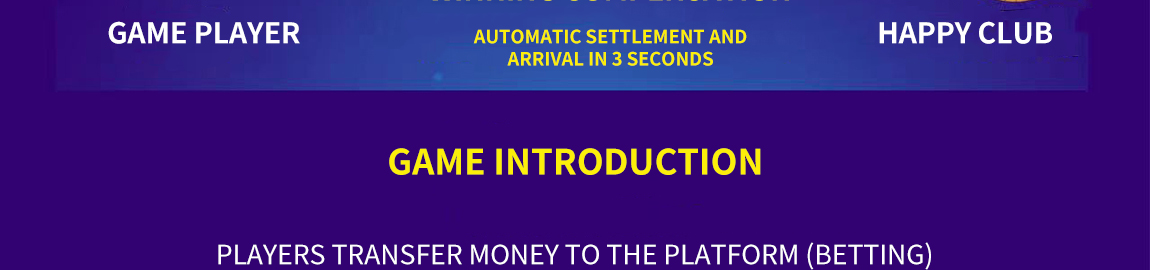 GAME PLAYER
AUTOMATIC SETTLEMENT AND
ARRIVAL IN 3 SECONDS
HAPPY CLUB
GAME INTRODUCTION
PLAYERS TRANSFER MONEY TO THE PLATFORM (BETTING)